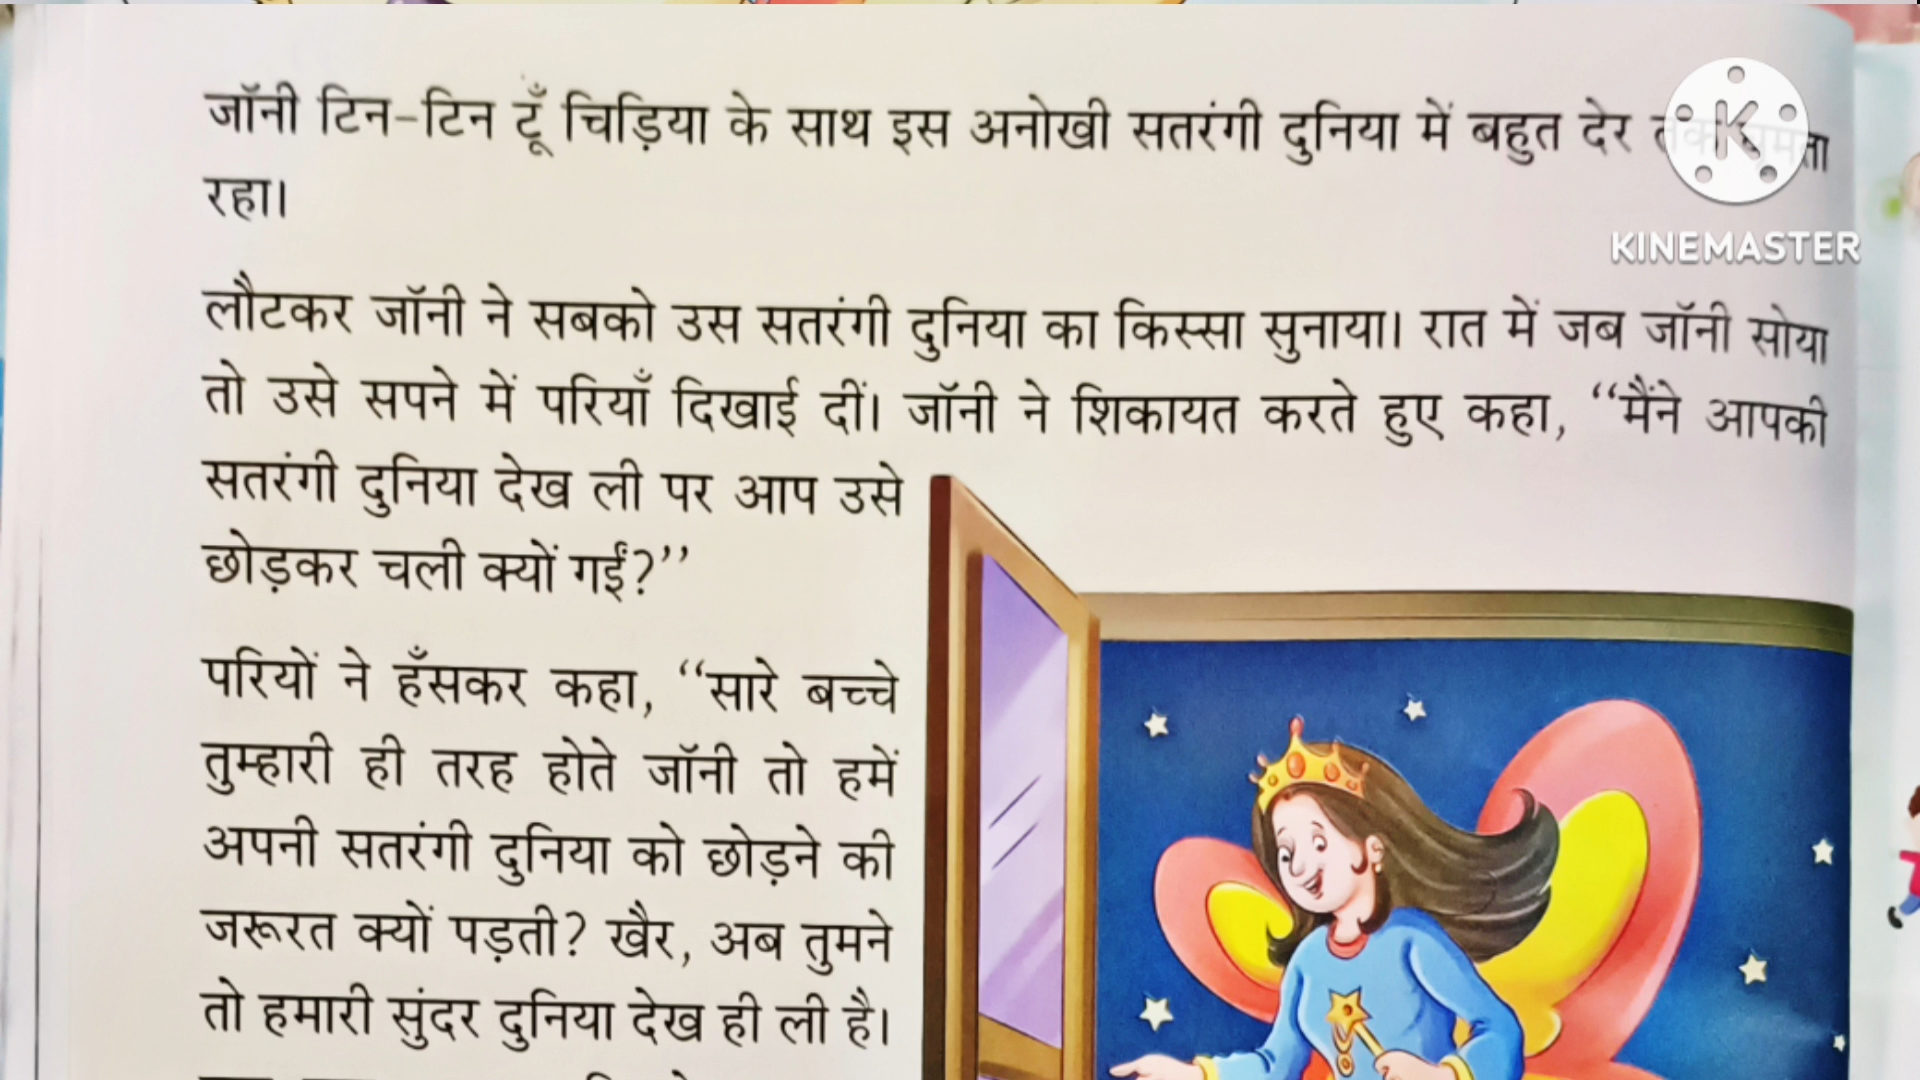 जॉनी टिन-टिन टूँ चिड़िया के साथ इस अनोखी सतरंगी दुनिया में बहुत देर
रहा।
KINEMASTER
लौटकर जॉनी ने सबको उस सतरंगी दुनिया का किस्सा सुनाया। रात में जब जॉनी सोया
तो उसे सपने में परियाँ दिखाई दीं। जॉनी ने शिकायत करते हुए कहा, ‘‘मैंने आपकी
सतरंगी दुनिया देख ली पर आप उसे
छोड़कर चली क्यों गईं?’’
परियों ने हँसकर कहा, ‘‘सारे बच्चे
तुम्हारी ही तरह होते जॉनी तो हमें
अपनी सतरंगी दुनिया को छोड़ने की
जरूरत क्यों पड़ती? खैर, अब तुमने
तो हमारी सुंदर दुनिया देख ही ली है।